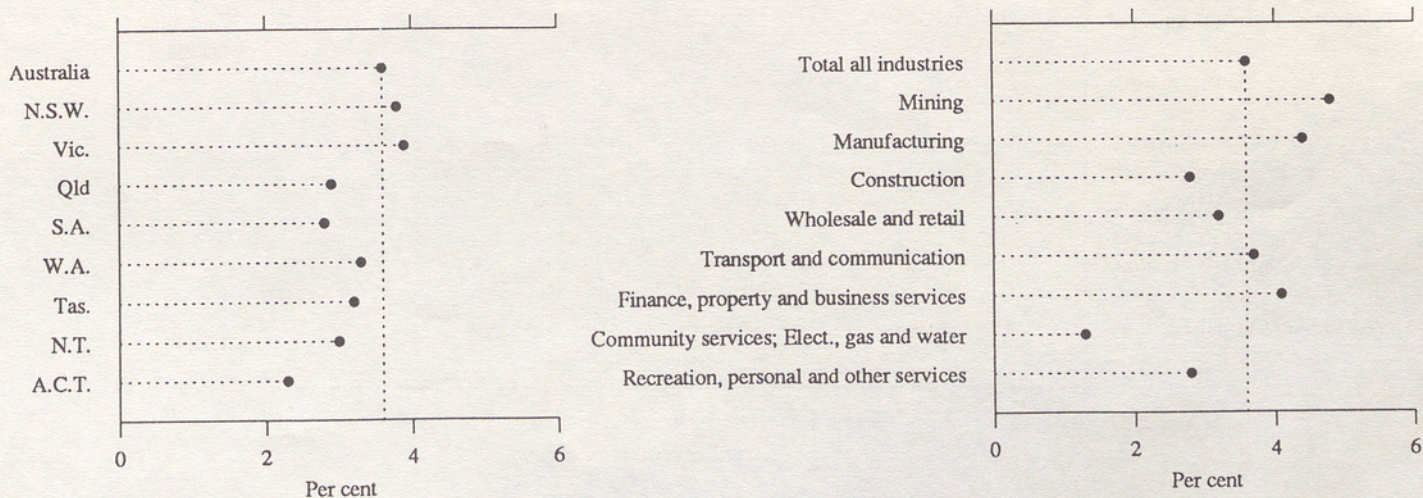 Australia
N.S.W.
Vic.
Qld
S.A.
W.A.
Tas.
N.T.
A.C.T.
0 2 4 6
Per cent
Total all industries
Mining
Manufacturing
Construction
Wholesale and retail
Transport and communication
Finance, property and business services
Community services; Elect., gas and water
Recreation, personal and other services
0 2 4 6
Per cent